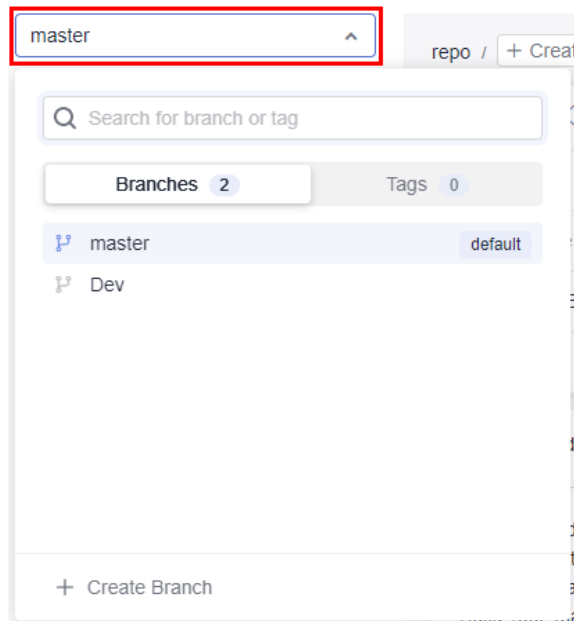 master
repo / + Creat
Search for branch or tag
Branches 2 Tags 0
master default
Dev
+ Create Branch